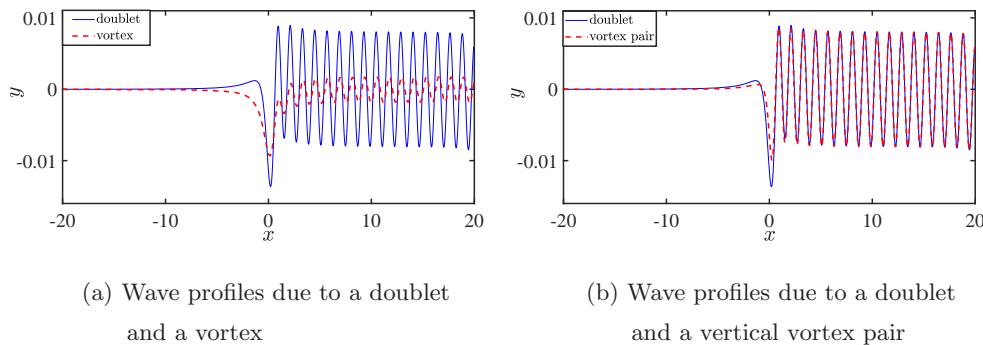 0.01
doublet
vortex
y
0
-0.01
-20
-10
0
10
20
x
(a) Wave profiles due to a doublet
and a vortex
0.01
doublet
vortex pair
y
0
-0.01
-20
-10
0
10
20
x
(b) Wave profiles due to a doublet
and a vertical vortex pair